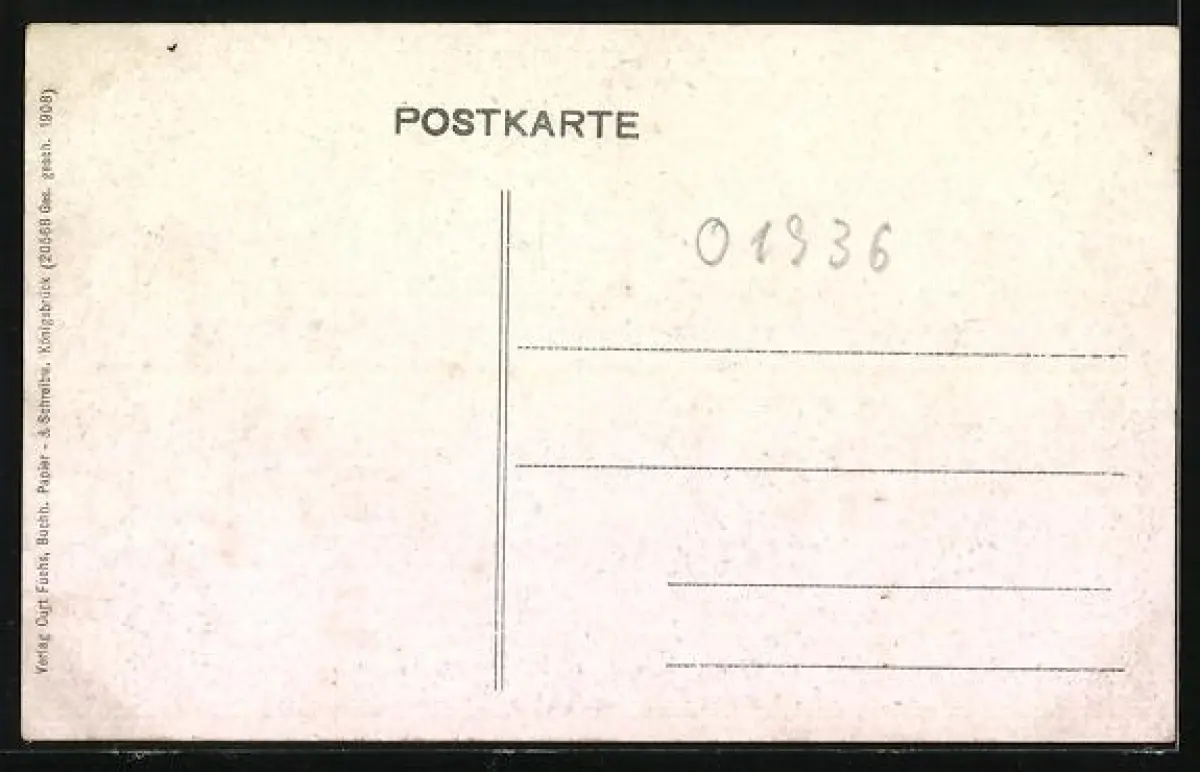 POSTKARTE
01936
Verlag Curt Fuchs, Buchh. Papier - & Schreibw. Königsbrück (20568 Ges. gesch. 1908)